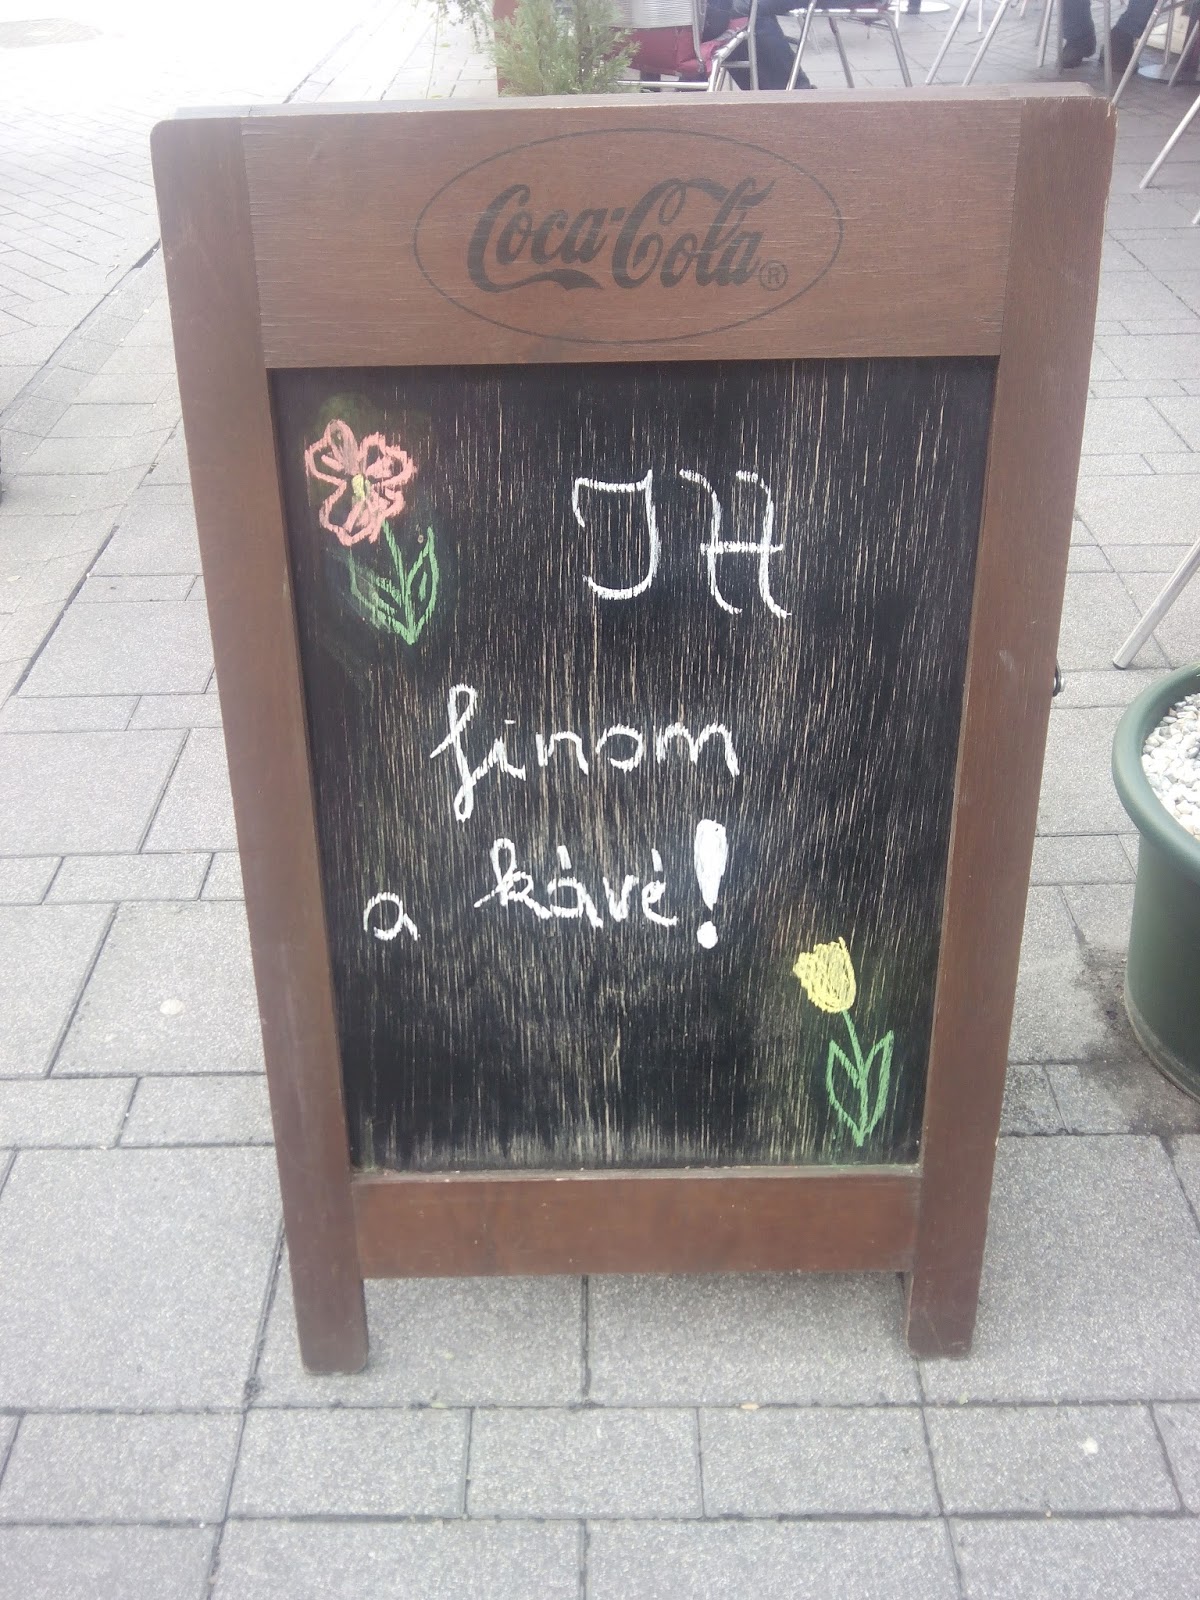 Coca-Cola®
ITT
finom
a kávé!